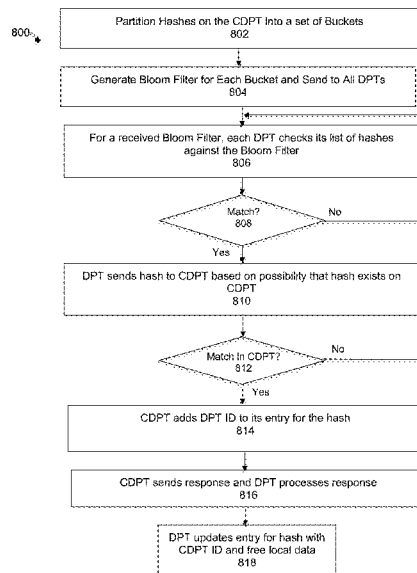 800
Partition Hashes on the CDPT Into a set of Buckets
802
Generate Bloom Filter for Each Bucket and Send to All DPTs
804
For a received Bloom Filter, each DPT checks its list of hashes
against the Bloom Filter
806
Match?
808
No
Yes
DPT sends hash to CDPT based on possibility that hash exists on
CDPT
810
No
Match In CDPT?
812
Yes
CDPT adds DPT ID to its entry for the hash
814
CDPT sends response and DPT processes response
816
DPT updates entry for hash with
CDPT ID and free local data
818